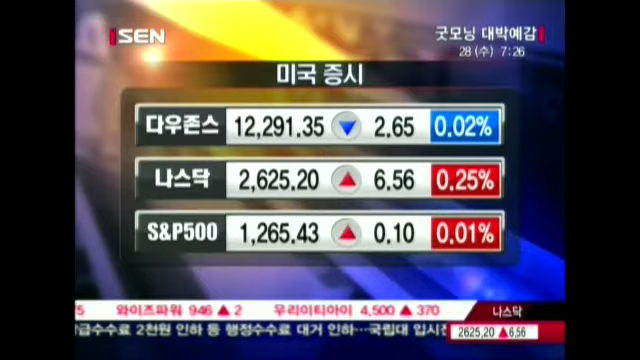 iSEN
굿모닝 대박예감
28 (수) 7:26
미국 증시
다우존스 12,291.35 ▼ 2.65 0.02%
나스닥 2,625.20 ▲ 6.56 0.25%
S&P500 1,265.43 ▲ 0.10 0.01%
와이즈파워 946 ▲ 2 우리이티아이 4,500 ▲ 370 나스닥
급수수료 2천원 인하 등 행정수수료 대거 인하…국립대 입시전 2625,20 ▲6,56